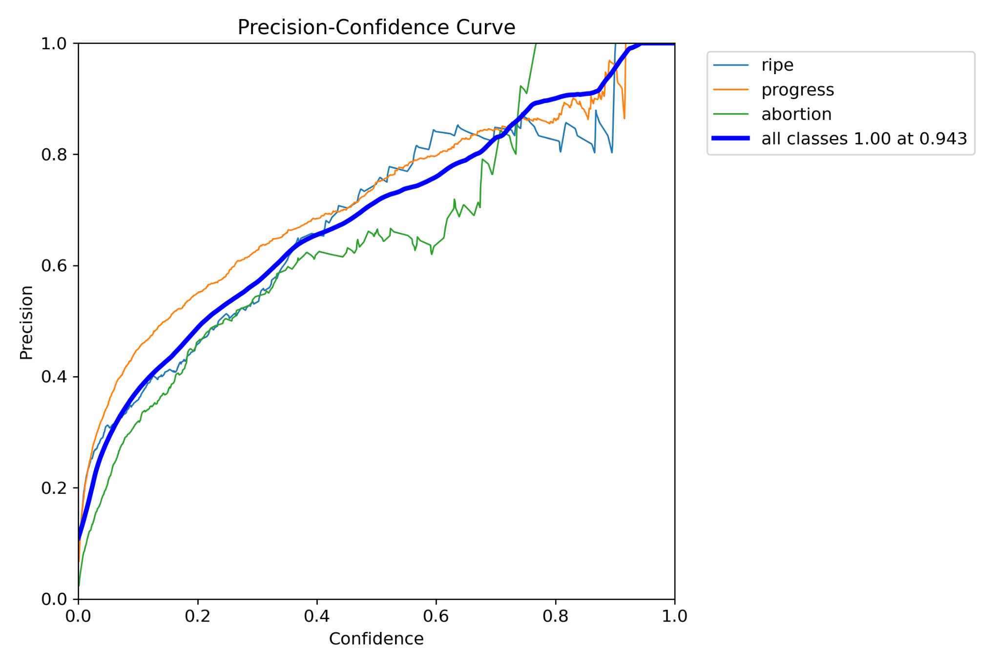 Precision-Confidence Curve
1.0
0.8
0.6
0.4
0.2
0.0
Precision
0.0 0.2 0.4 0.6 0.8 1.0
Confidence
ripe
progress
abortion
all classes 1.00 at 0.943